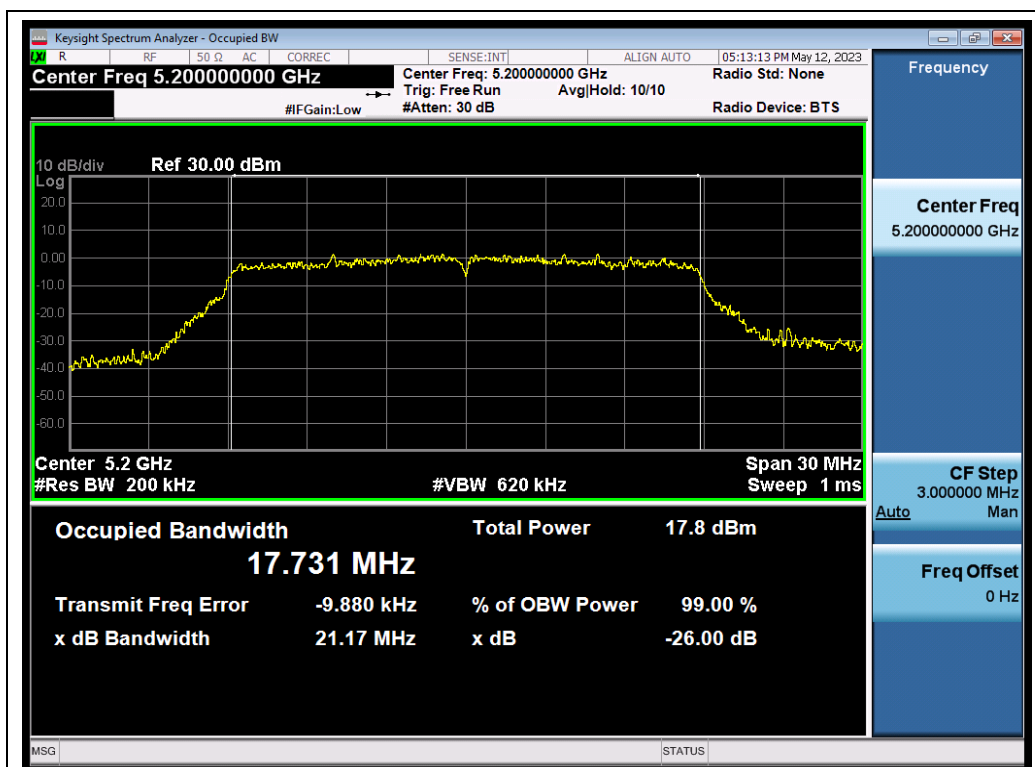 Keysight Spectrum Analyzer - Occupied BW
LXI R RF 50 Ω AC CORREC SENSE:INT ALIGN AUTO 05:13:13 PM May 12, 2023
Center Freq 5.200000000 GHz
Center Freq: 5.200000000 GHz
Radio Std: None
Trig: Free Run Avg|Hold: 10/10
#IFGain:Low
#Atten: 30 dB
Radio Device: BTS
10 dB/div Ref 30.00 dBm
Log
20.0
10.0
0.00
-10.0
-20.0
-30.0
-40.0
-50.0
-60.0
Center 5.2 GHz Span 30 MHz
#Res BW 200 kHz #VBW 620 kHz Sweep 1 ms
Occupied Bandwidth Total Power 17.8 dBm
17.731 MHz
Transmit Freq Error -9.880 kHz % of OBW Power 99.00 %
x dB Bandwidth 21.17 MHz x dB -26.00 dB
MSG STATUS
Frequency
Center Freq
5.200000000 GHz
CF Step
3.000000 MHz
Auto Man
Freq Offset
0 Hz